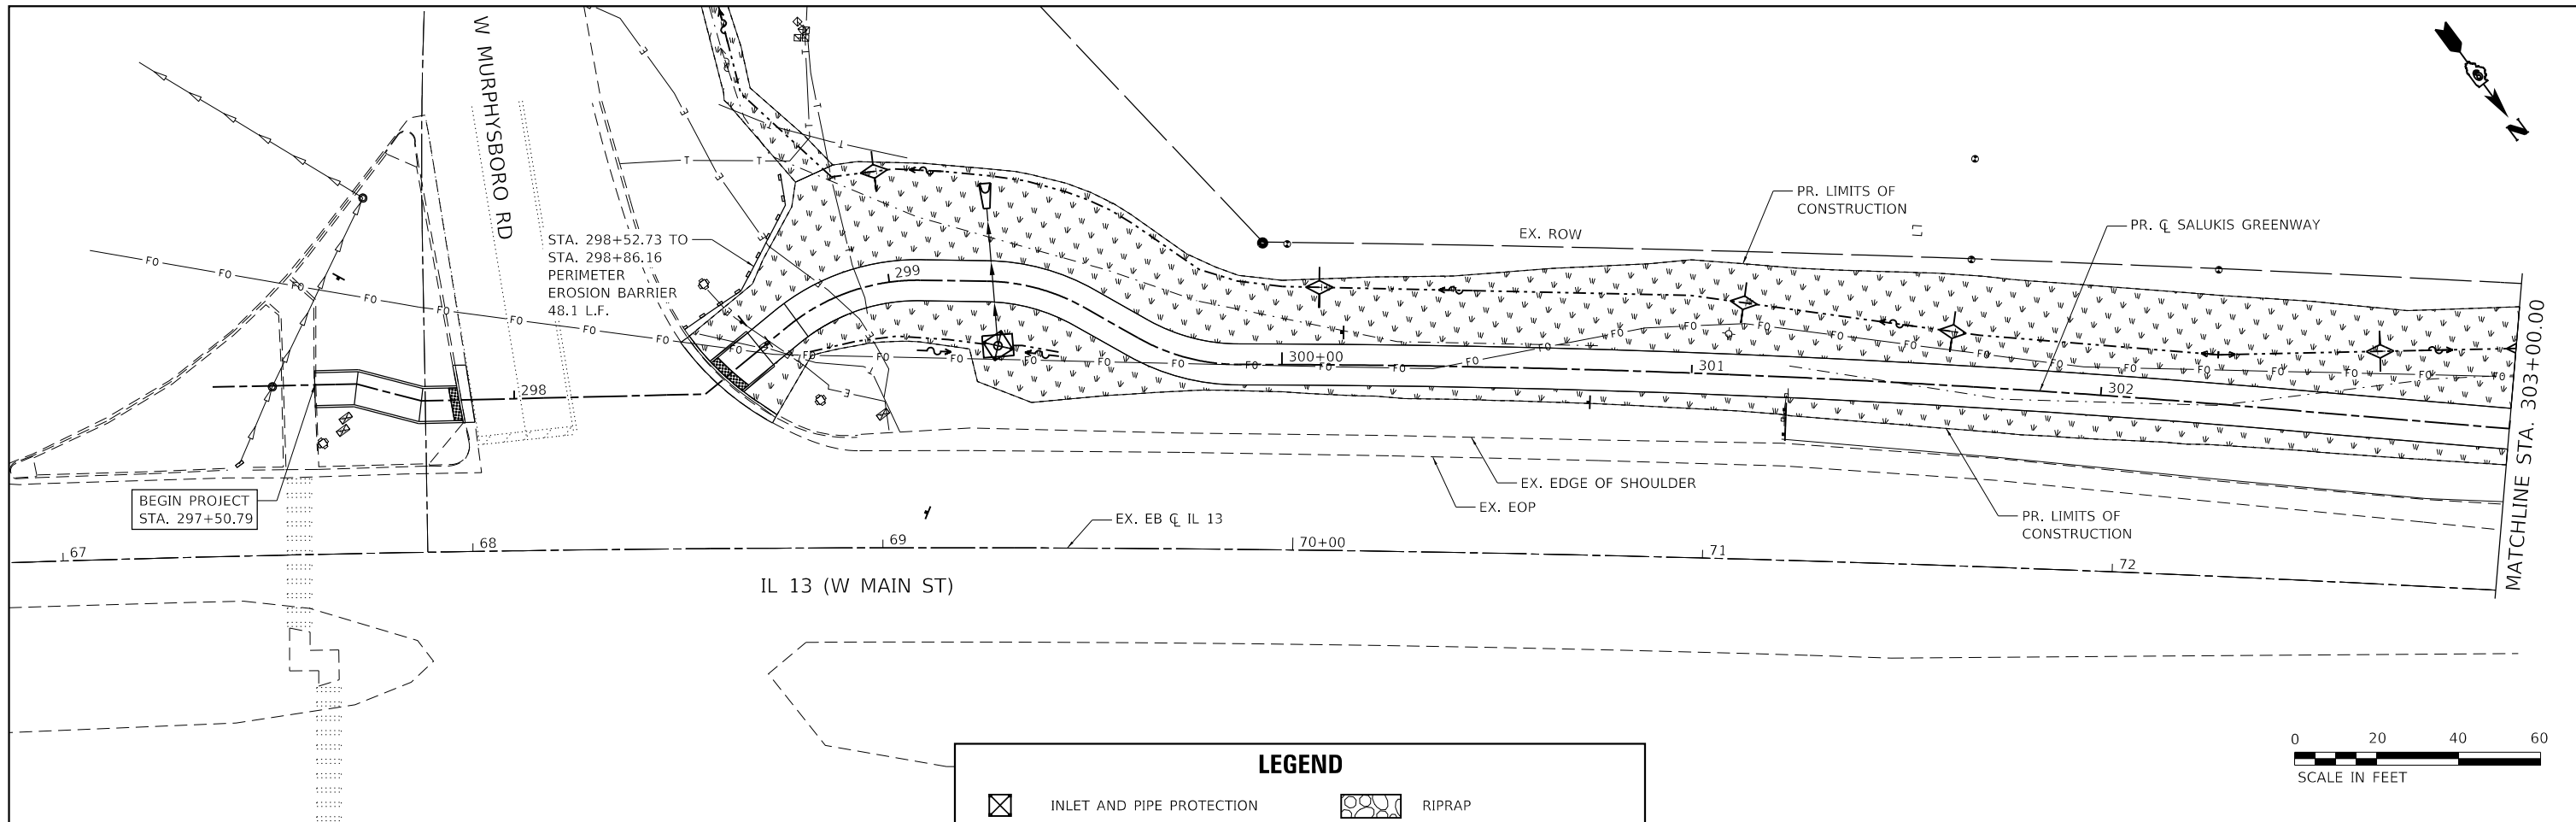 W MURPHYSBORO RD
STA. 298+52.73 TO
STA. 298+86.16
PERIMETER
EROSION BARRIER
48.1 L.F.
BEGIN PROJECT
STA. 297+50.79
298
299
300+00
301
302
EX. ROW
PR. LIMITS OF
CONSTRUCTION
PR. ℄ SALUKIS GREENWAY
N
EX. EDGE OF SHOULDER
EX. EOP
EX. EB ℄ IL 13
PR. LIMITS OF
CONSTRUCTION
MATCHLINE STA. 303+00.00
67
68
69
70+00
71
72
IL 13 (W MAIN ST)
0 20 40 60
SCALE IN FEET
LEGEND
INLET AND PIPE PROTECTION
RIPRAP